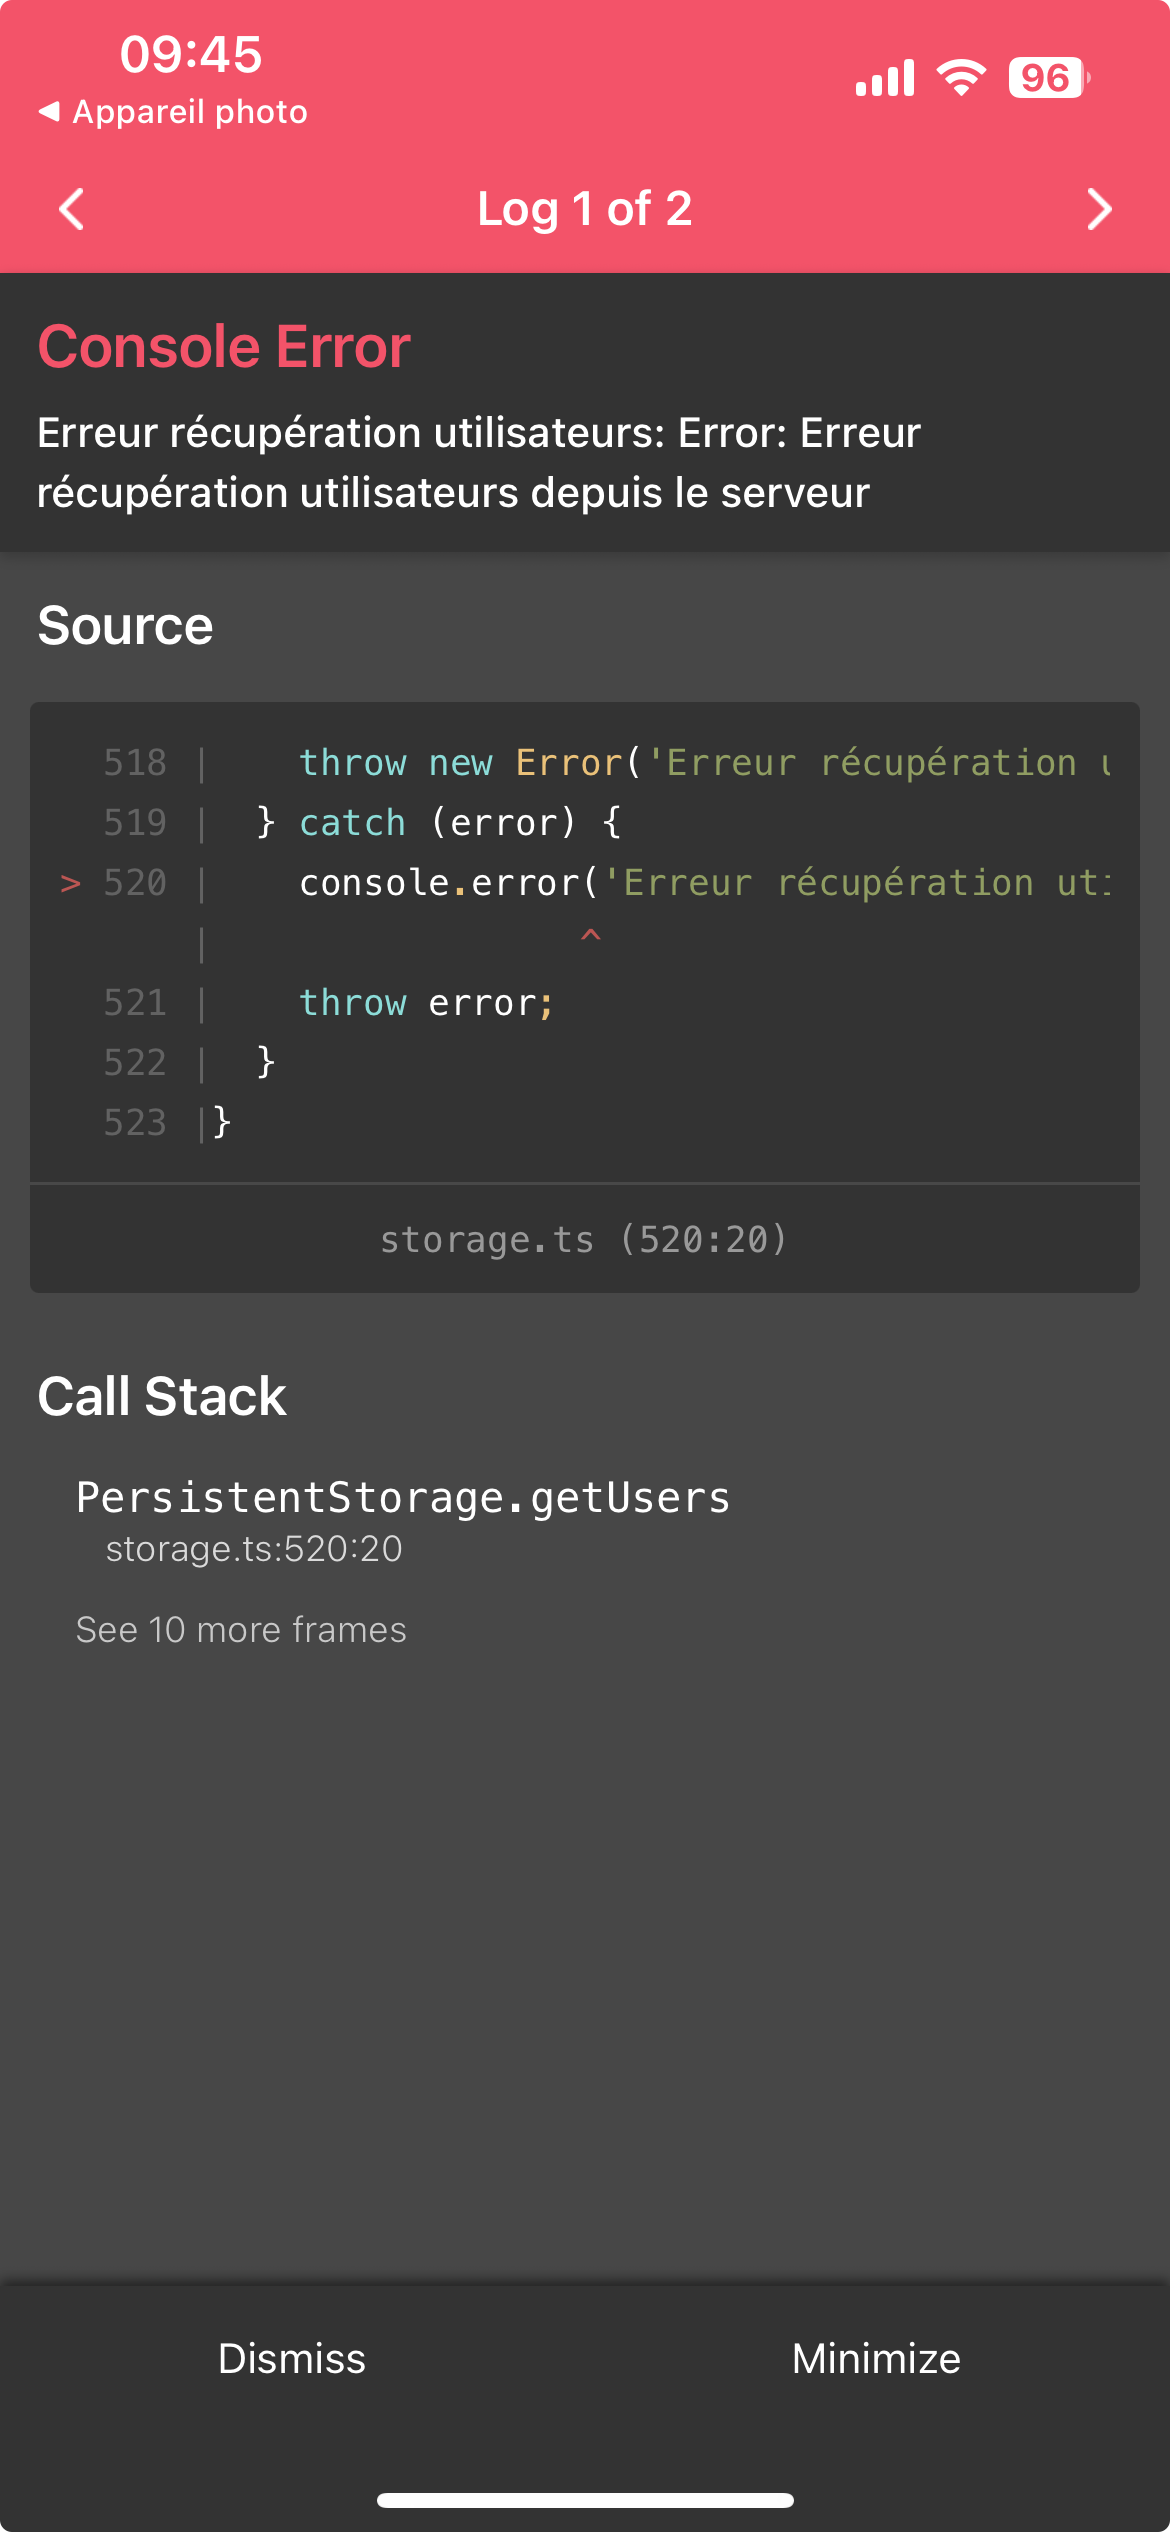 09:45
96
◀ Appareil photo
Log 1 of 2
Console Error
Erreur récupération utilisateurs: Error: Erreur
récupération utilisateurs depuis le serveur
Source
518 | throw new Error('Erreur récupération
519 | } catch (error) {
> 520 | console.error('Erreur récupération
| ^
521 | throw error;
522 | }
523 |}
storage.ts (520:20)
Call Stack
PersistentStorage.getUsers
storage.ts:520:20
See 10 more frames
Dismiss
Minimize